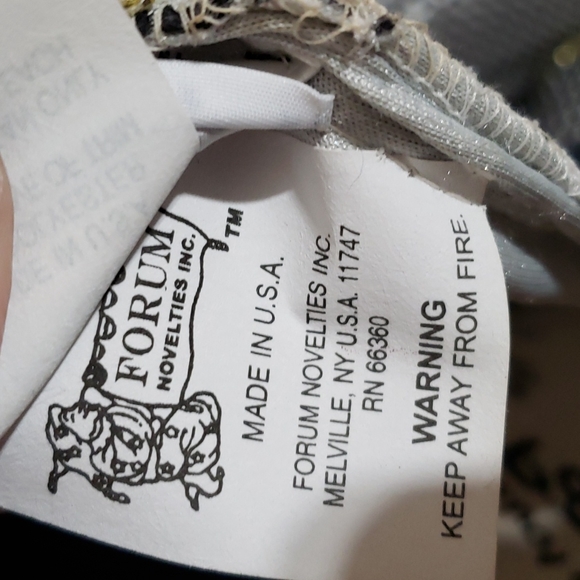 FORUM
NOVELTIES INC.
TM
MADE IN U.S.A.
FORUM NOVELTIES INC.
MELVILLE, NY U.S.A. 11747
RN 66360
WARNING
KEEP AWAY FROM FIRE.